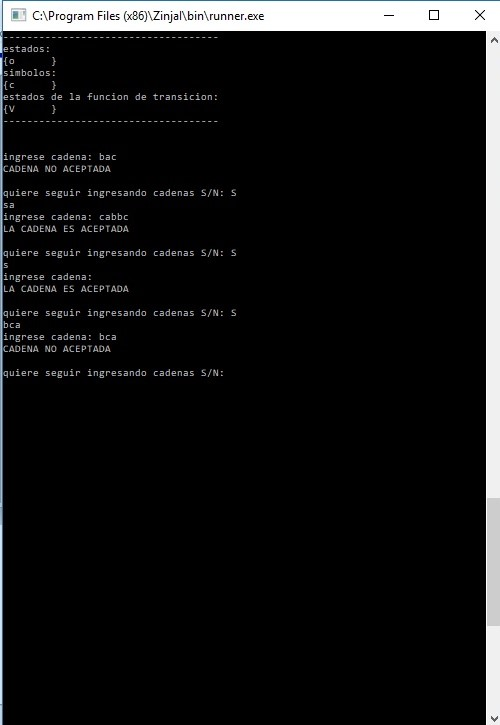 C:\Program Files (x86)\Zinjal\bin\runner.exe
------------------------------------
estados:
{o      }
simbolos:
{c      }
estados de la funcion de transicion:
{V      }
------------------------------------
ingrese cadena: bac
CADENA NO ACEPTADA
quiere seguir ingresando cadenas S/N: S
sa
ingrese cadena: cabbc
LA CADENA ES ACEPTADA
quiere seguir ingresando cadenas S/N: S
s
ingrese cadena:
LA CADENA ES ACEPTADA
quiere seguir ingresando cadenas S/N: S
bca
ingrese cadena: bca
CADENA NO ACEPTADA
quiere seguir ingresando cadenas S/N: